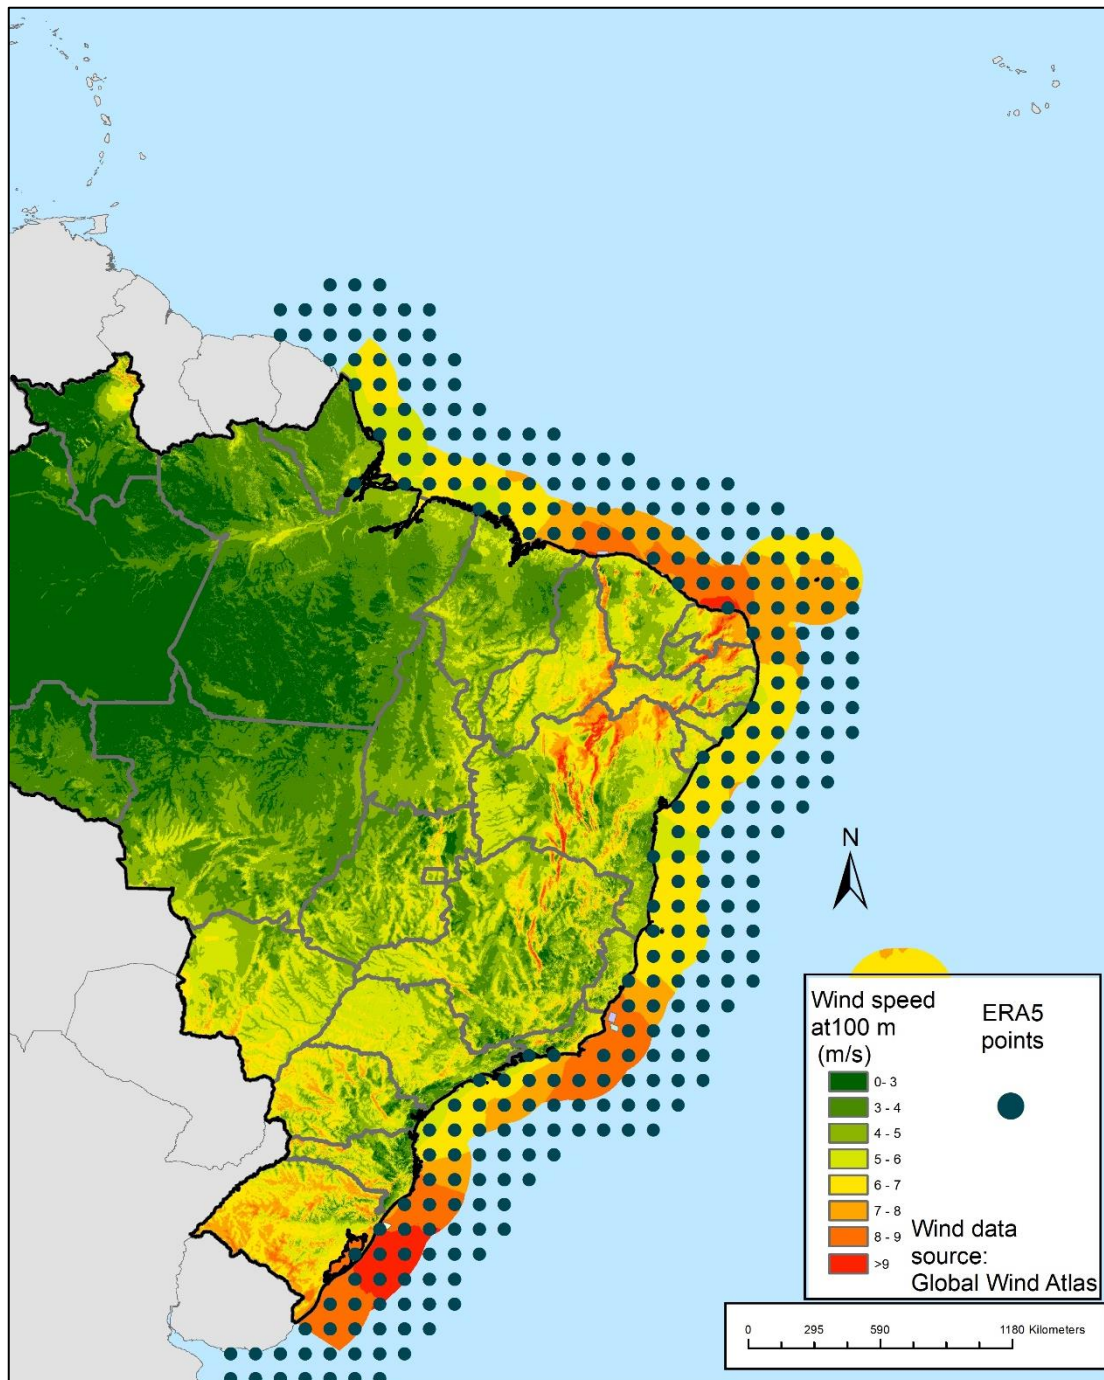 N
Wind speed
at100 m
(m/s)
0- 3
3 - 4
4 - 5
5 - 6
6 - 7
7 - 8
8 - 9
>9
ERA5
points
Wind data
source:
Global Wind Atlas
0 295 590 1180 Kilometers